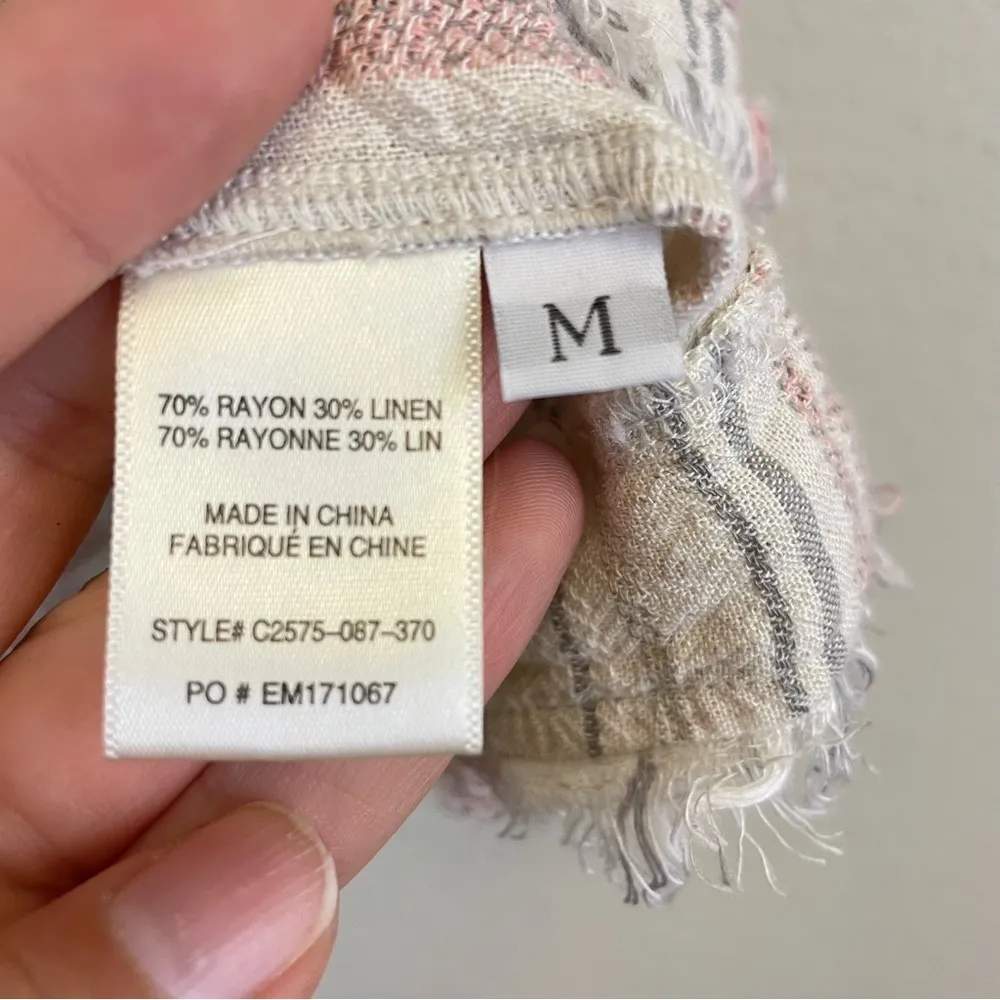 M
70% RAYON 30% LINEN
70% RAYONNE 30% LIN
MADE IN CHINA
FABRIQUÉ EN CHINE
STYLE# C2575–087–370
PO # EM171067